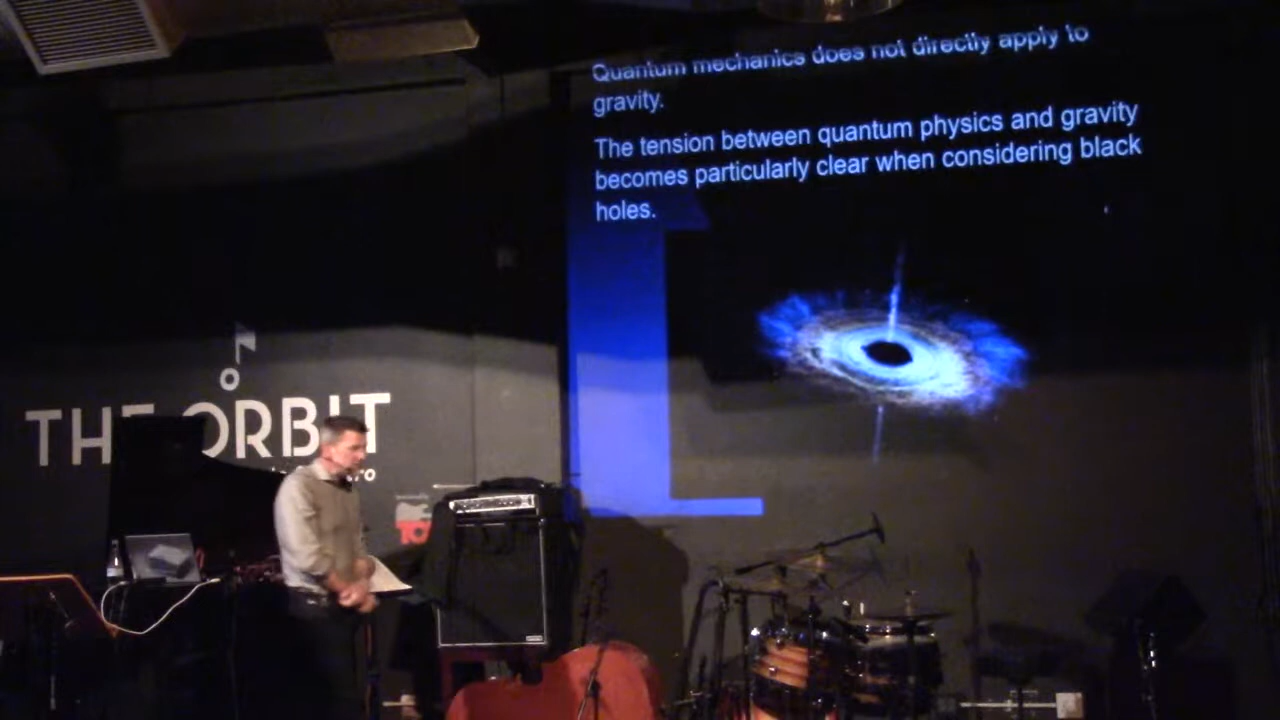 Quantum mechanics does not directly apply to
gravity.
The tension between quantum physics and gravity
becomes particularly clear when considering black
holes.
THE ORBIT